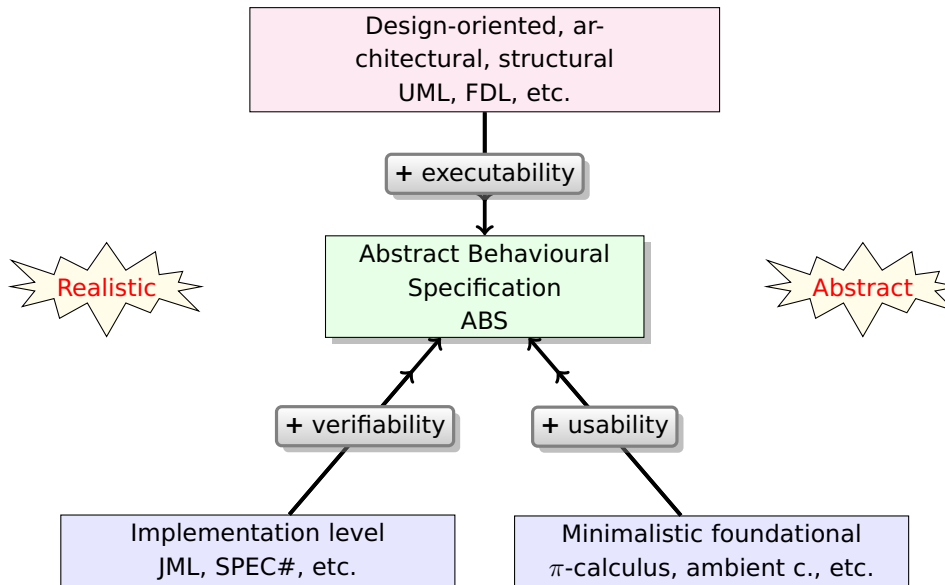 Design-oriented, ar-
chitectural, structural
UML, FDL, etc.
+ executability
Abstract Behavioural
Specification
ABS
Realistic
Abstract
+ verifiability
+ usability
Implementation level
JML, SPEC#, etc.
Minimalistic foundational
π-calculus, ambient c., etc.